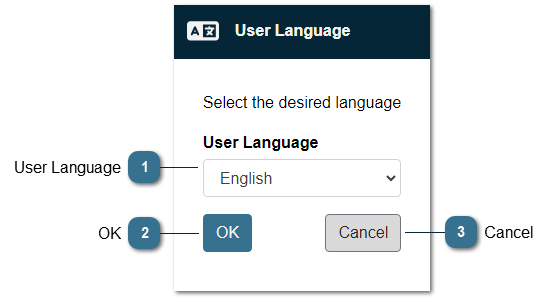 User Language
Select the desired language
User Language
User Language 1 English
OK 2 OK Cancel 3 Cancel